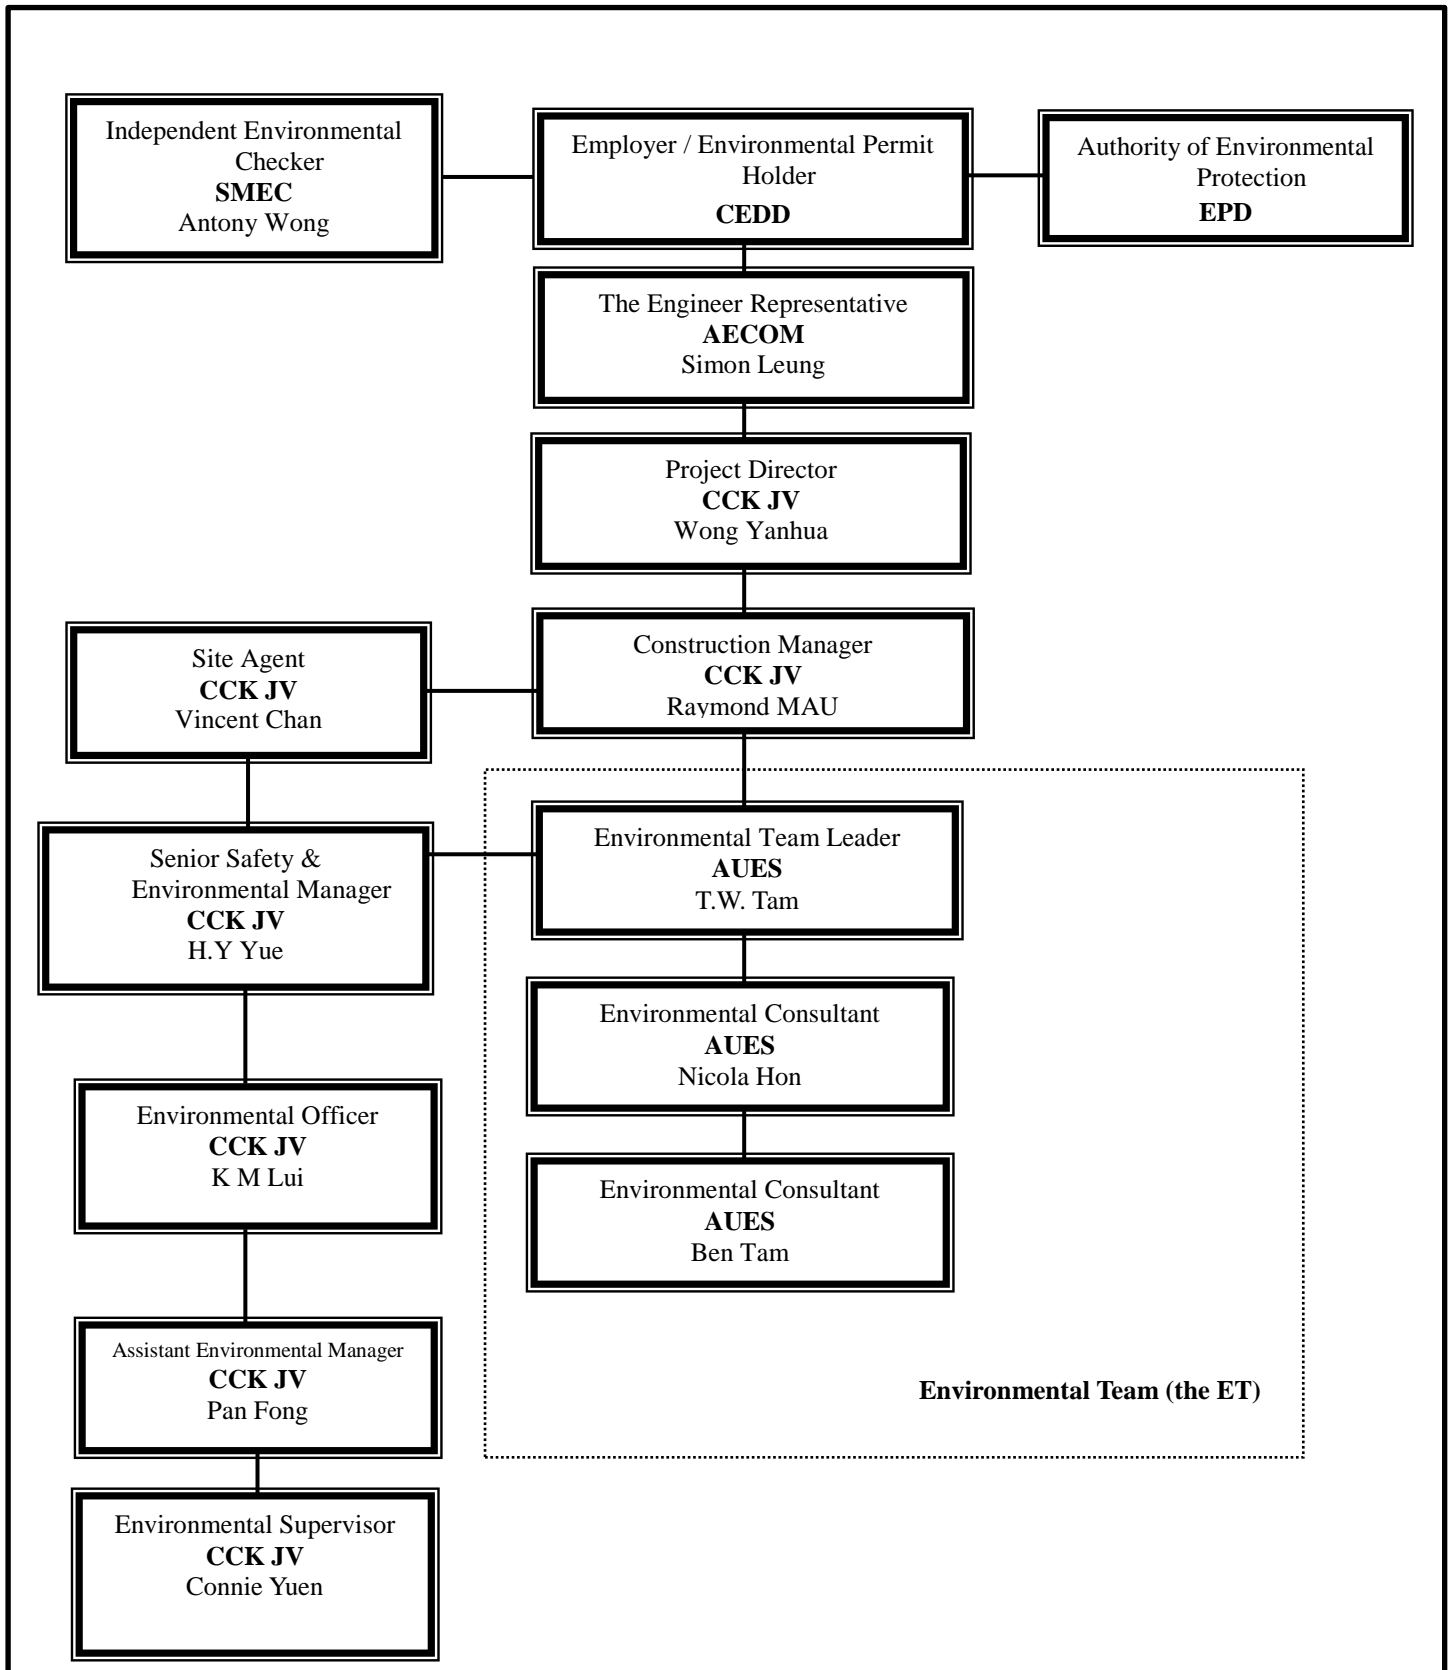 Independent Environmental
Checker
SMEC
Antony Wong
Employer / Environmental Permit
Holder
CEDD
Authority of Environmental
Protection
EPD
The Engineer Representative
AECOM
Simon Leung
Project Director
CCK JV
Wong Yanhua
Site Agent
CCK JV
Vincent Chan
Construction Manager
CCK JV
Raymond MAU
Senior Safety &
Environmental Manager
CCK JV
H.Y Yue
Environmental Team Leader
AUES
T.W. Tam
Environmental Consultant
AUES
Nicola Hon
Environmental Officer
CCK JV
K M Lui
Environmental Consultant
AUES
Ben Tam
Assistant Environmental Manager
CCK JV
Pan Fong
Environmental Team (the ET)
Environmental Supervisor
CCK JV
Connie Yuen